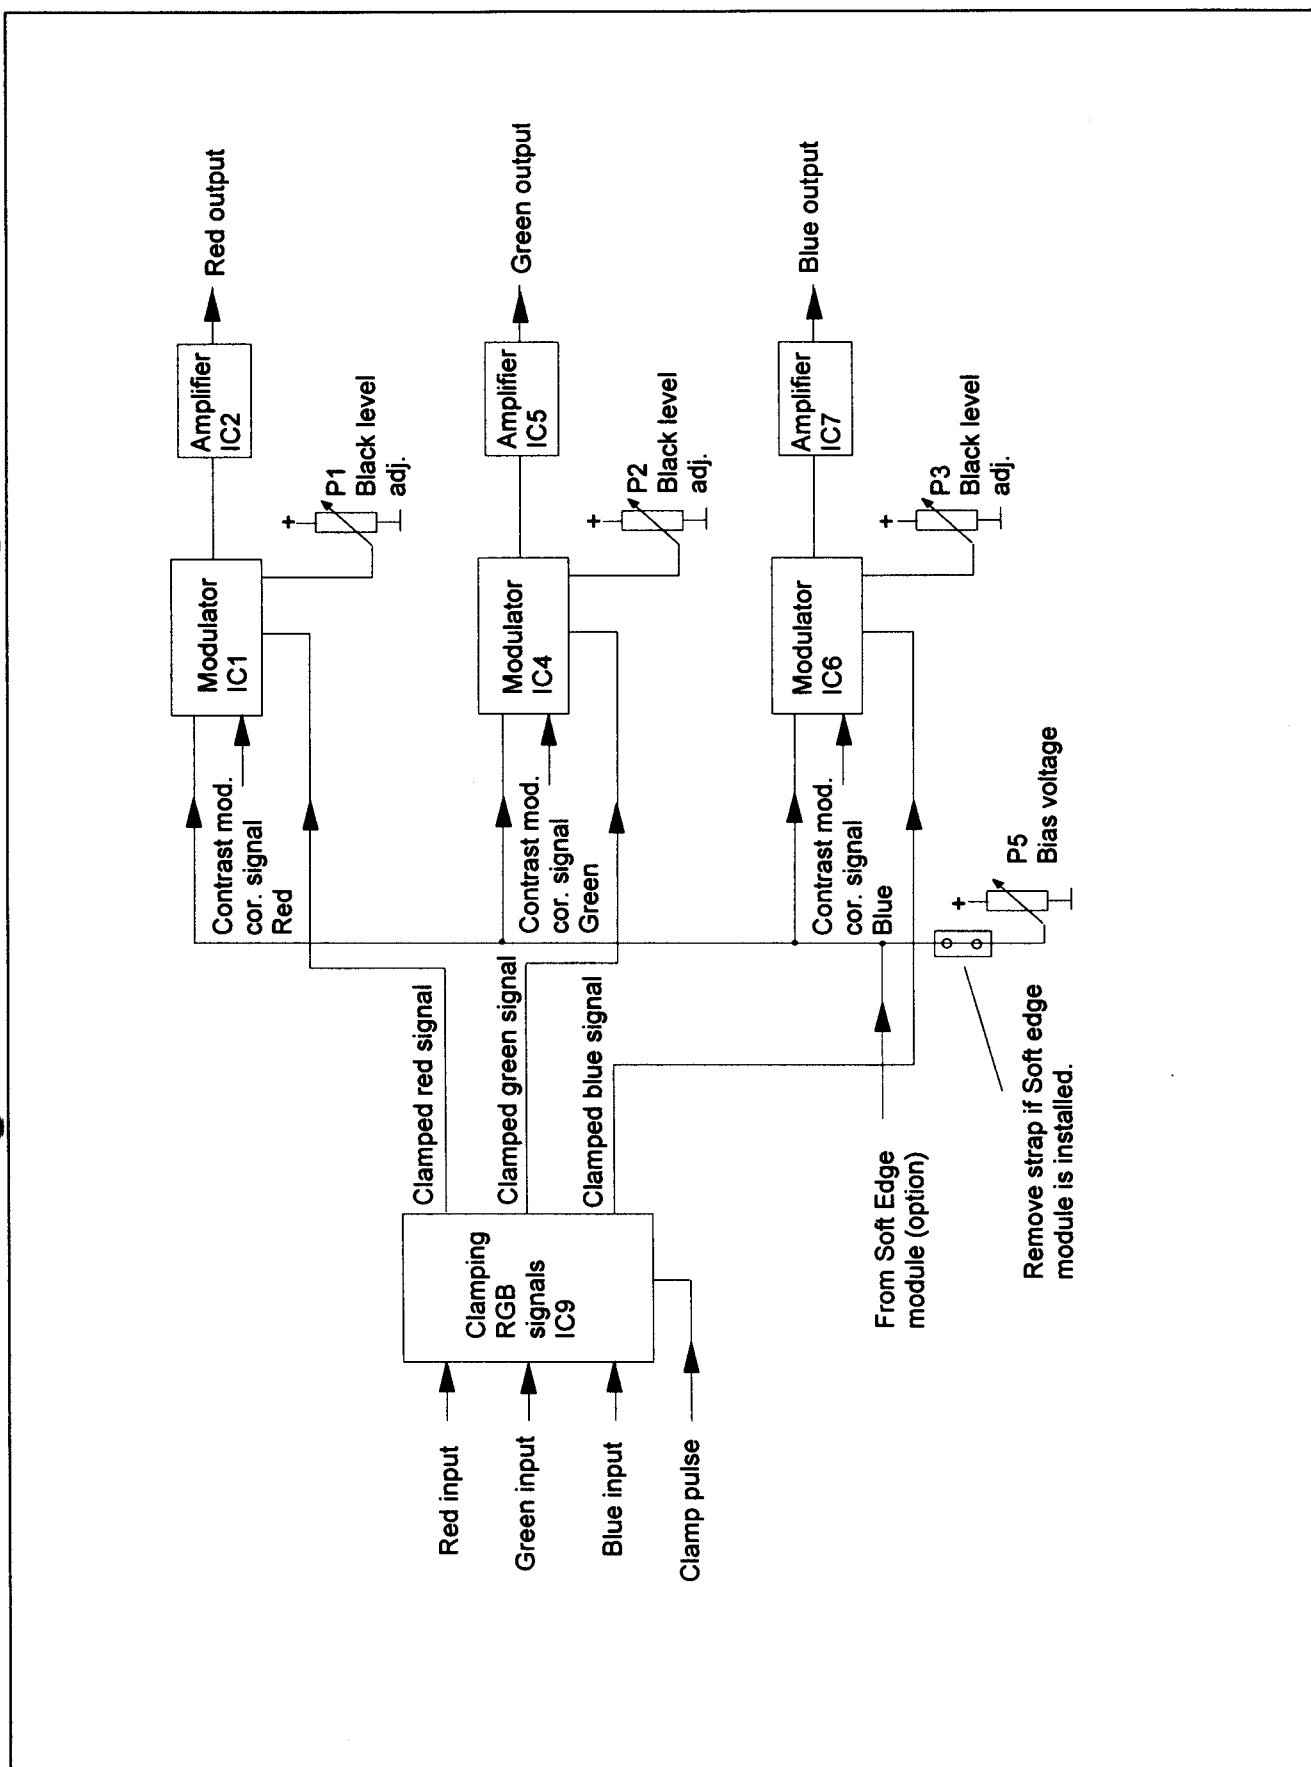 Red input
Green input
Blue input
Clamp pulse
Clamping
RGB
signals
IC9
Clamped red signal
Clamped green signal
Clamped blue signal
From Soft Edge
module (option)
Remove strap if Soft edge
module is installed.
Contrast mod.
cor. signal
Red
Contrast mod.
cor. signal
Green
Contrast mod.
cor. signal
Blue
+
P5
Bias voltage
Modulator
IC1
Modulator
IC4
Modulator
IC6
+
P1
Black level
adj.
+
P2
Black level
adj.
+
P3
Black level
adj.
Amplifier
IC2
Amplifier
IC5
Amplifier
IC7
Red output
Green output
Blue output